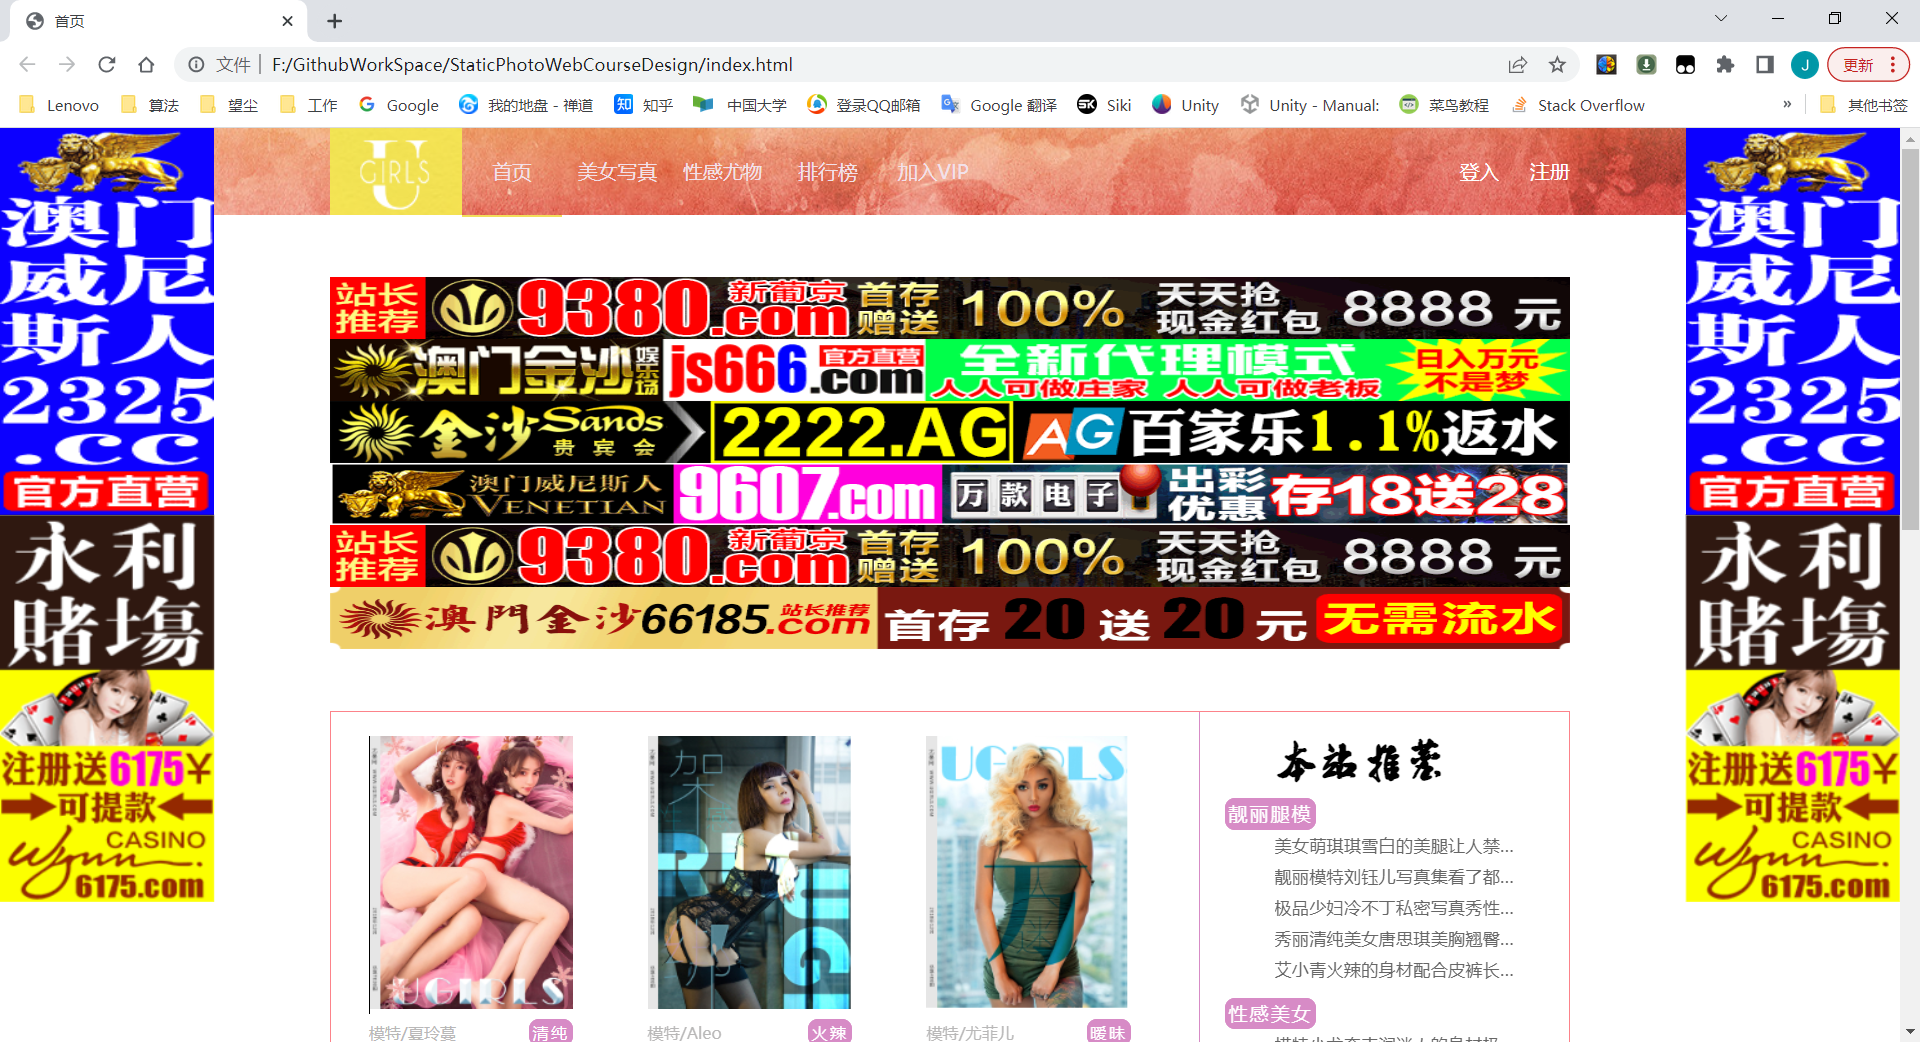 首页
文件 F:/GithubWorkSpace/StaticPhotoWebCourseDesign/index.html
更新
J
Lenovo 算法 望尘 工作 Google 我的地盘 - 禅道 知乎 中国大学 登录QQ邮箱 Google 翻译 Siki Unity Unity - Manual: 菜鸟教程 Stack Overflow » 其他书签
U GIRLS
首页 美女写真 性感尤物 排行榜 加入VIP 登入 注册
澳门
威尼
斯人
2325
.cc
官方直营
永利
賭場
注册送6175¥
可提款
CASINO
Wynn
6175.com
站长推荐 9380.com 新葡京 首存赠送 100% 天天抢现金红包 8888 元
澳门金沙娱乐场 js666.com 官方直营 全新代理模式 人人可做庄家 人人可做老板 日入万元不是梦
金沙Sands贵宾会 2222.AG AG 百家乐1.1%返水
澳门威尼斯人 VENETIAN 9607.com 万款电子 出彩优惠 存18送28
站长推荐 9380.com 新葡京 首存赠送 100% 天天抢现金红包 8888 元
澳門金沙66185.com 站长推荐 首存 20 送 20 元 无需流水
UGIRLS
模特/夏玲蔓 清纯
模特/Aleo 火辣
UGIRLS
模特/尤菲儿 暧昧
本站推荐
靓丽腿模
美女萌琪琪雪白的美腿让人禁...
靓丽模特刘钰儿写真集看了都...
极品少妇冷不丁私密写真秀性...
秀丽清纯美女唐思琪美胸翘臀...
艾小青火辣的身材配合皮裤长...
性感美女
澳门
威尼
斯人
2325
.cc
官方直营
永利
賭場
注册送6175¥
可提款
CASINO
Wynn
6175.com